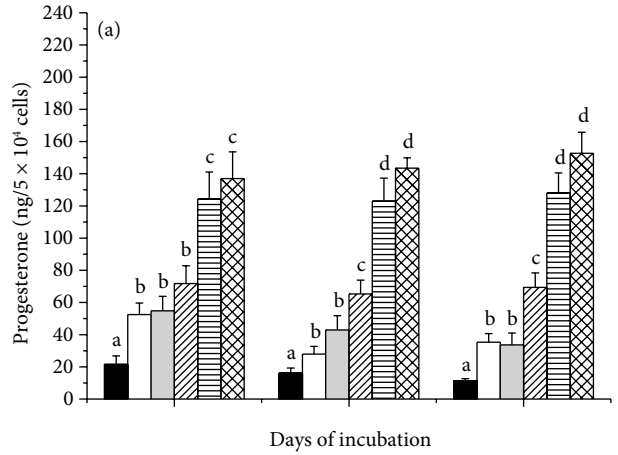 (a)
Progesterone (ng/5 × 10⁴ cells)
240
220
200
180
160
140
120
100
80
60
40
20
0
a b b b c c
a b b c d d
a b b c d d
Days of incubation